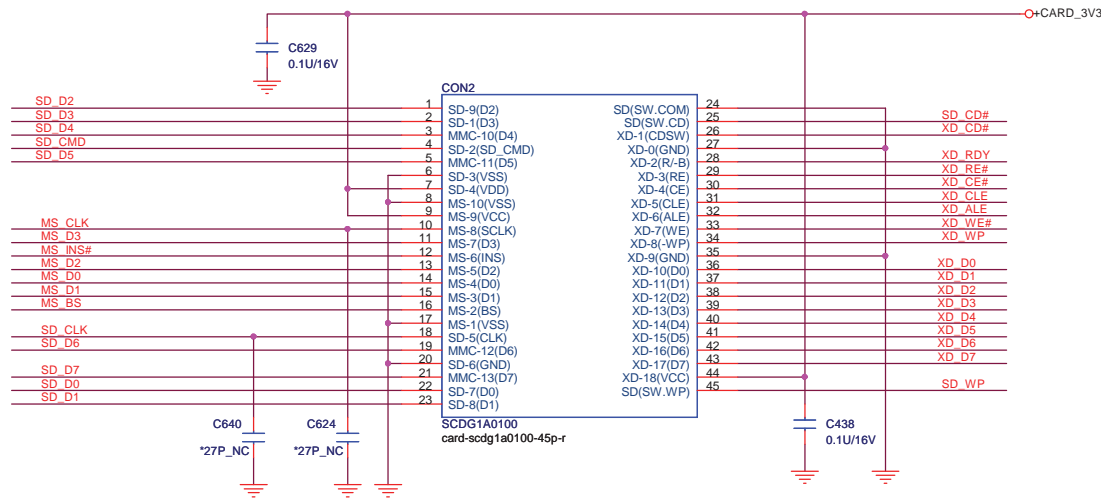 +CARD_3V3
C629
0.1U/16V
CON2
SD_D2 1 SD-9(D2) SD(SW.COM) 24
SD_D3 2 SD-1(D3) SD(SW.CD) 25 SD_CD#
SD_D4 3 MMC-10(D4) XD-1(CDSW) 26 XD_CD#
SD_CMD 4 SD-2(SD_CMD) XD-0(GND) 27
SD_D5 5 MMC-11(D5) XD-2(R/-B) 28 XD_RDY
6 SD-3(VSS) XD-3(RE) 29 XD_RE#
7 SD-4(VDD) XD-4(CE) 30 XD_CE#
8 MS-10(VSS) XD-5(CLE) 31 XD_CLE
9 MS-9(VCC) XD-6(ALE) 32 XD_ALE
MS_CLK 10 MS-8(SCLK) XD-7(WE) 33 XD_WE#
MS_D3 11 MS-7(D3) XD-8(-WP) 34 XD_WP
MS_INS# 12 MS-6(INS) XD-9(GND) 35
MS_D2 13 MS-5(D2) XD-10(D0) 36 XD_D0
MS_D0 14 MS-4(D0) XD-11(D1) 37 XD_D1
MS_D1 15 MS-3(D1) XD-12(D2) 38 XD_D2
MS_BS 16 MS-2(BS) XD-13(D3) 39 XD_D3
17 MS-1(VSS) XD-14(D4) 40 XD_D4
SD_CLK 18 SD-5(CLK) XD-15(D5) 41 XD_D5
SD_D6 19 MMC-12(D6) XD-16(D6) 42 XD_D6
20 SD-6(GND) XD-17(D7) 43 XD_D7
SD_D7 21 MMC-13(D7) XD-18(VCC) 44
SD_D0 22 SD-7(D0) SD(SW.WP) 45 SD_WP
SD_D1 23 SD-8(D1)
SCDG1A0100
card-scdg1a0100-45p-r
C640
*27P_NC
C624
*27P_NC
C438
0.1U/16V